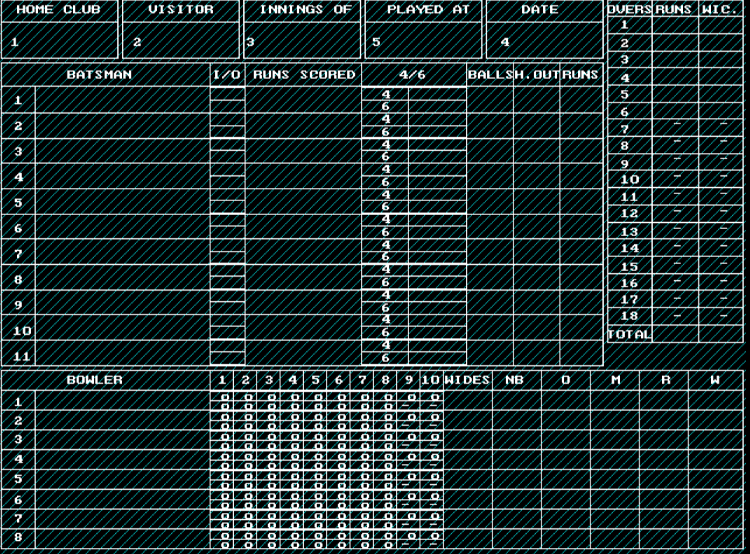 HOME CLUB VISITOR INNINGS OF PLAYED AT DATE
1 2 3 5 4
BATSMAN I/O RUNS SCORED 4/6 BALLS H.OUT RUNS
1 4
6
2 4
6
3 4
6
4 4
6
5 4
6
6 4
6
7 4
6
8 4
6
9 4
6
10 4
6
11 4
6
OVERS RUNS WIC.
1
2
3
4
5
6
7 – –
8 – –
9 – –
10 – –
11 – –
12 – –
13 – –
14 – –
15 – –
16 – –
17 – –
18 – –
TOTAL
BOWLER 1 2 3 4 5 6 7 8 9 10 WIDES NB O M R W
1 0 0 0 0 0 0 0 0 0 0
0 0 0 0 0 0 0 0 – –
2 0 0 0 0 0 0 0 0 0 0
0 0 0 0 0 0 0 0 – –
3 0 0 0 0 0 0 0 0 0 0
0 0 0 0 0 0 0 0 – –
4 0 0 0 0 0 0 0 0 0 0
0 0 0 0 0 0 0 0 – –
5 0 0 0 0 0 0 0 0 0 0
0 0 0 0 0 0 0 0 – –
6 0 0 0 0 0 0 0 0 0 0
0 0 0 0 0 0 0 0 – –
7 0 0 0 0 0 0 0 0 0 0
0 0 0 0 0 0 0 0 – –
8 0 0 0 0 0 0 0 0 0 0
0 0 0 0 0 0 0 0 – –